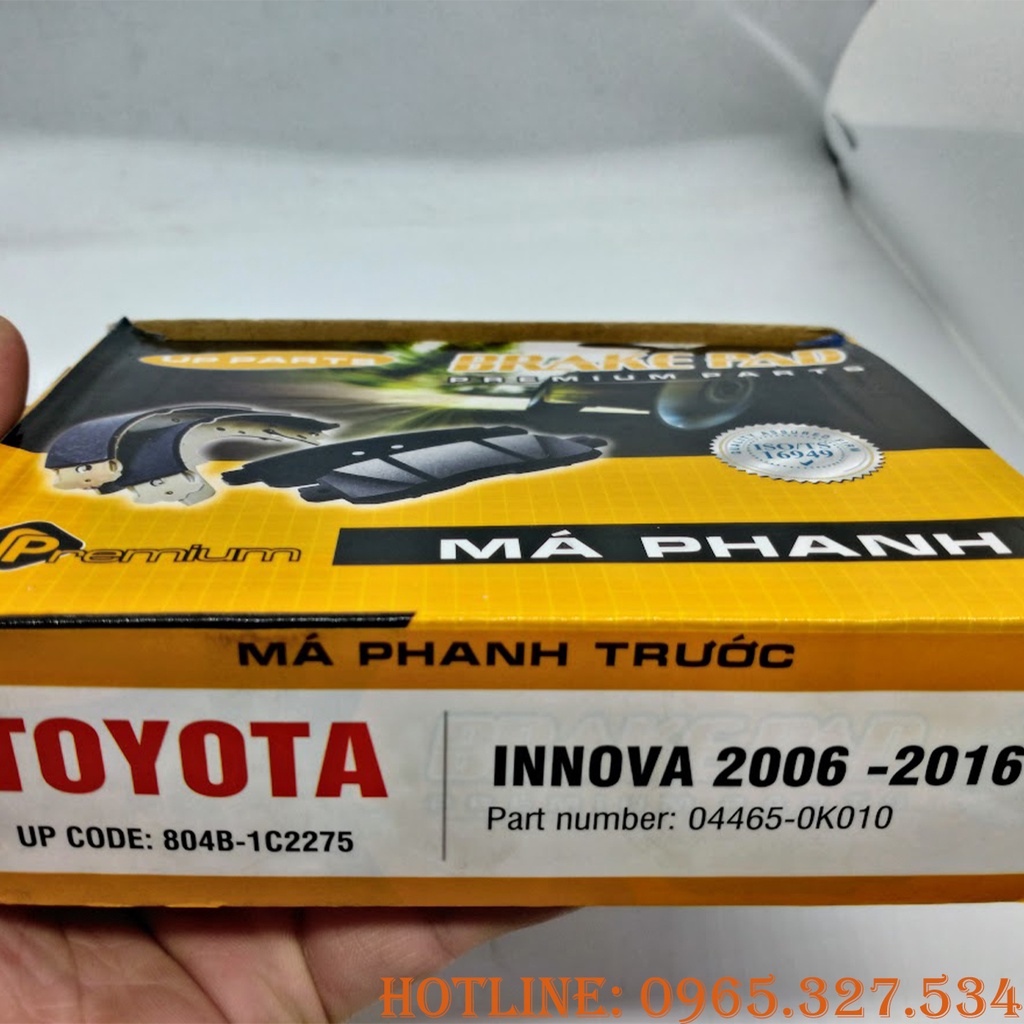 UP PARTS
BRAKE PAD
PREMIUM PARTS
ISO/TS
16949
Premium
MÁ PHANH
MÁ PHANH TRƯỚC
TOYOTA
UP CODE: 804B-1C2275
INNOVA 2006 -2016
Part number: 04465-0K010
HOTLINE: 0965.327.534